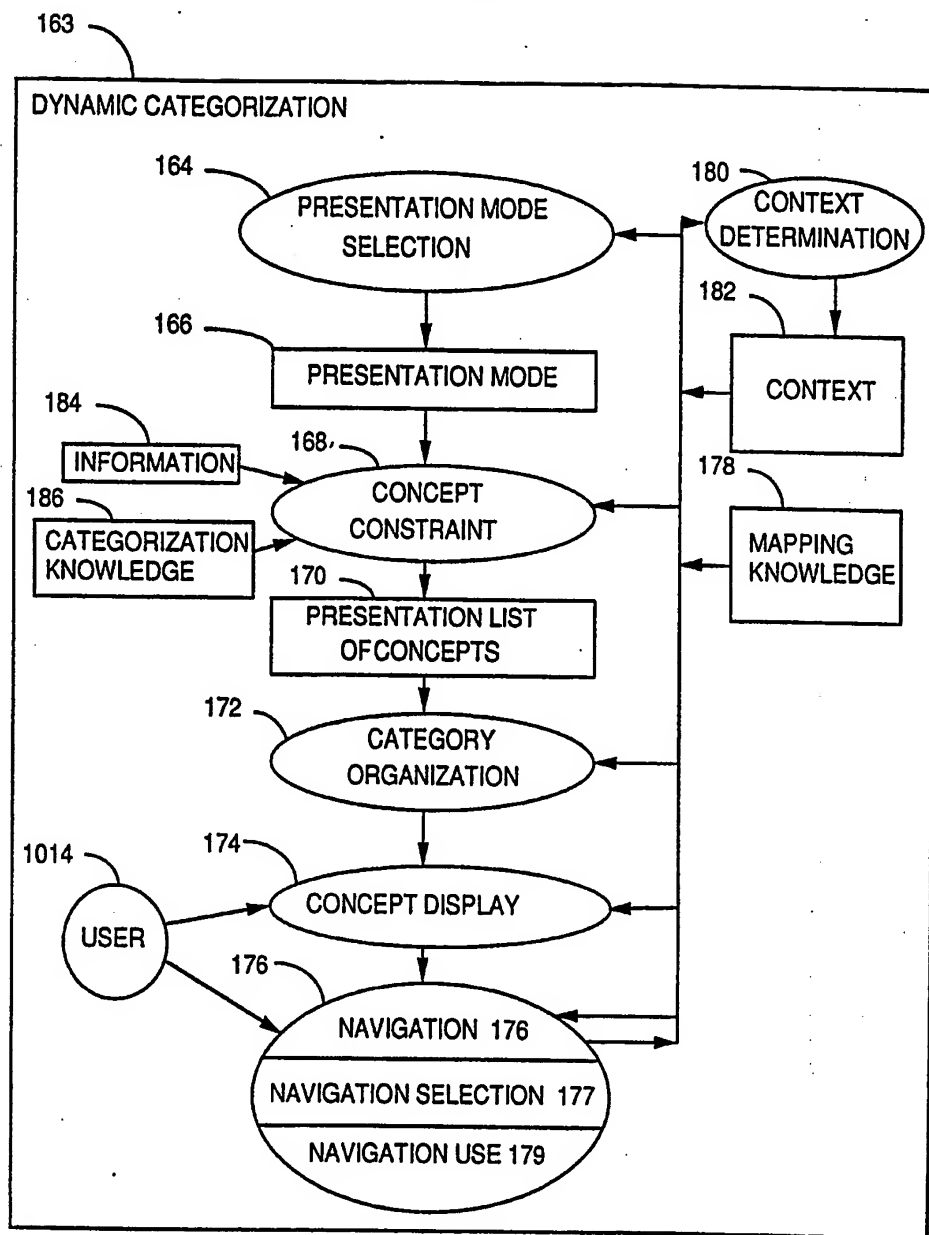 163
DYNAMIC CATEGORIZATION
164
PRESENTATION MODE
SELECTION
180
CONTEXT
DETERMINATION
166
PRESENTATION MODE
182
CONTEXT
184
INFORMATION
168
CONCEPT
CONSTRAINT
178
MAPPING
KNOWLEDGE
186
CATEGORIZATION
KNOWLEDGE
170
PRESENTATION LIST
OF CONCEPTS
172
CATEGORY
ORGANIZATION
174
CONCEPT DISPLAY
1014
USER
176
NAVIGATION 176
NAVIGATION SELECTION 177
NAVIGATION USE 179